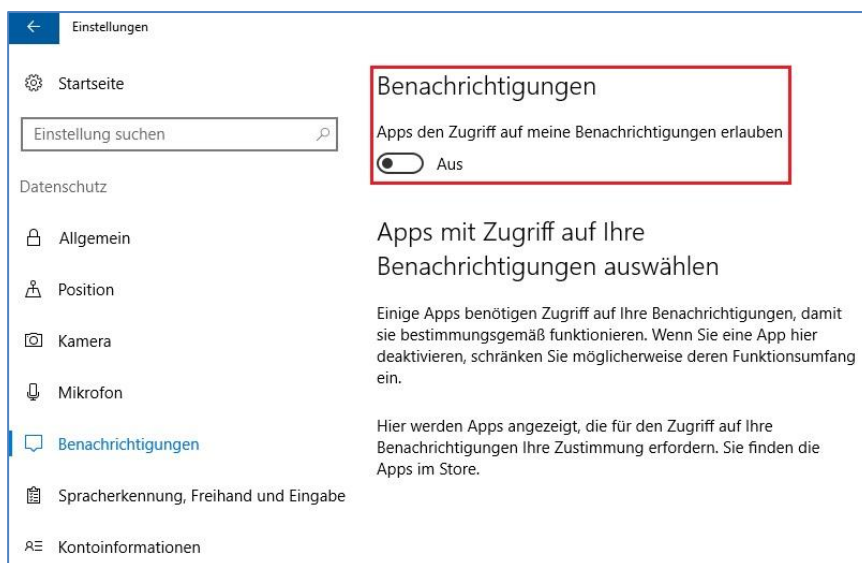 Einstellungen
Startseite
Einstellung suchen
Datenschutz
Allgemein
Position
Kamera
Mikrofon
Benachrichtigungen
Spracherkennung, Freihand und Eingabe
Kontoinformationen
Benachrichtigungen
Apps den Zugriff auf meine Benachrichtigungen erlauben
Aus
Apps mit Zugriff auf Ihre
Benachrichtigungen auswählen
Einige Apps benötigen Zugriff auf Ihre Benachrichtigungen, damit
sie bestimmungsgemäß funktionieren. Wenn Sie eine App hier
deaktivieren, schränken Sie möglicherweise deren Funktionsumfang
ein.
Hier werden Apps angezeigt, die für den Zugriff auf Ihre
Benachrichtigungen Ihre Zustimmung erfordern. Sie finden die
Apps im Store.